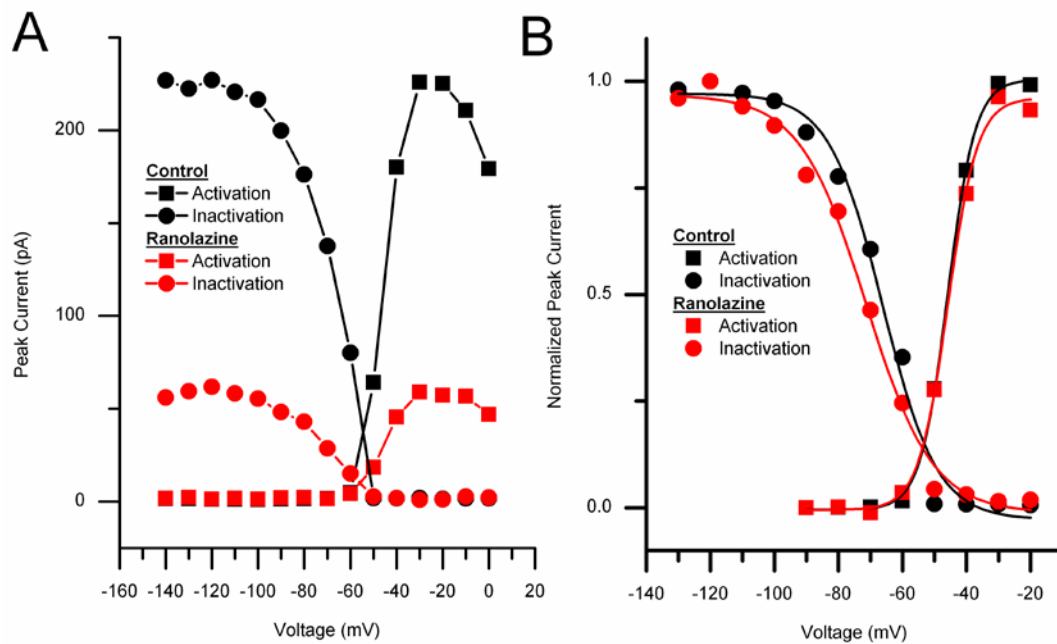 A
Peak Current (pA)
200
100
0
Control
Activation
Inactivation
Ranolazine
Activation
Inactivation
-160 -140 -120 -100 -80 -60 -40 -20 0 20
Voltage (mV)
B
Normalized Peak Current
1.0
0.5
0.0
Control
Activation
Inactivation
Ranolazine
Activation
Inactivation
-140 -120 -100 -80 -60 -40 -20
Voltage (mV)